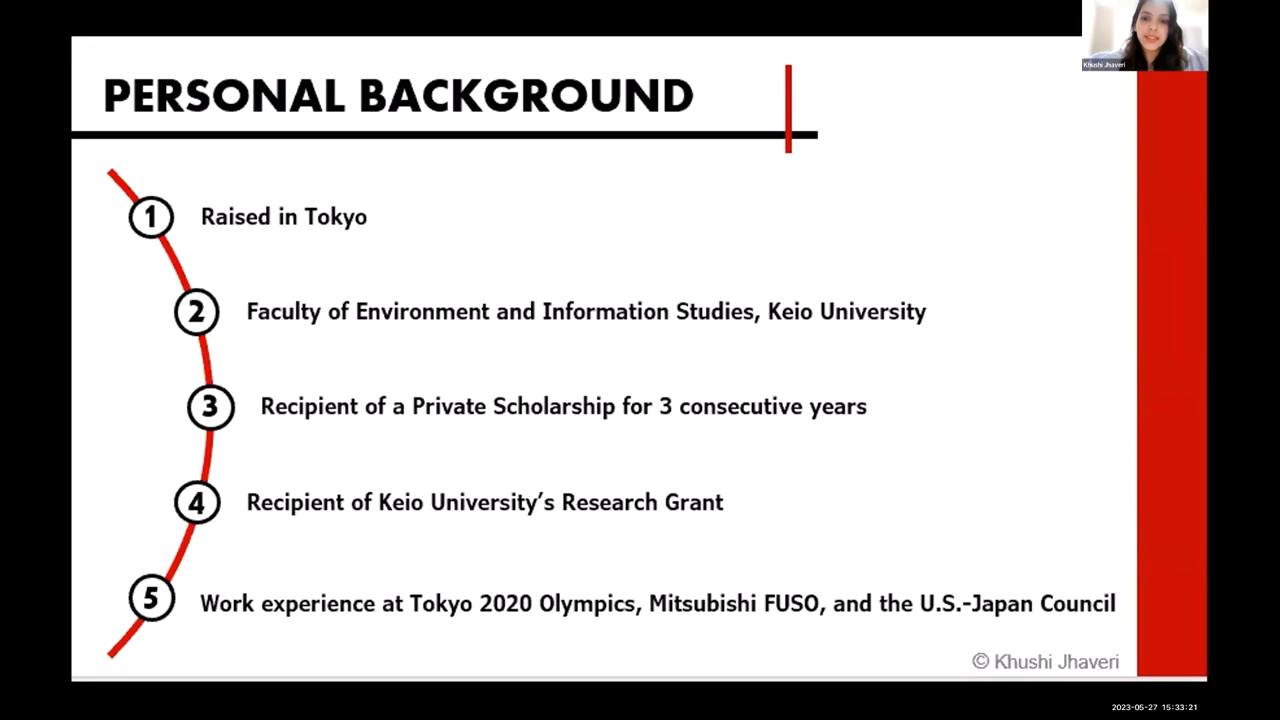 Khushi Jhaveri
PERSONAL BACKGROUND
1 Raised in Tokyo
2 Faculty of Environment and Information Studies, Keio University
3 Recipient of a Private Scholarship for 3 consecutive years
4 Recipient of Keio University’s Research Grant
5 Work experience at Tokyo 2020 Olympics, Mitsubishi FUSO, and the U.S.-Japan Council
© Khushi Jhaveri
2023-05-27 15:33:21